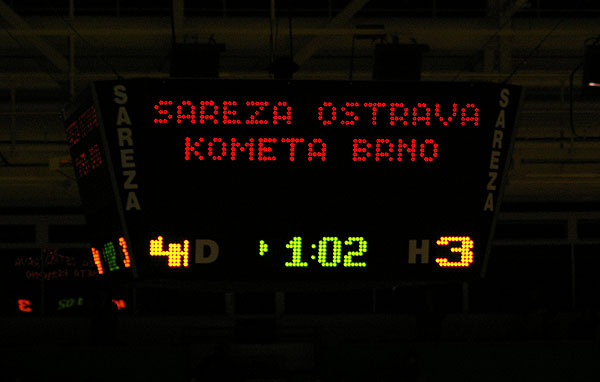 SAREZA OSTRAVA
KOMETA BRNO
SAREZA
SAREZA
4 D 1:02 H 3